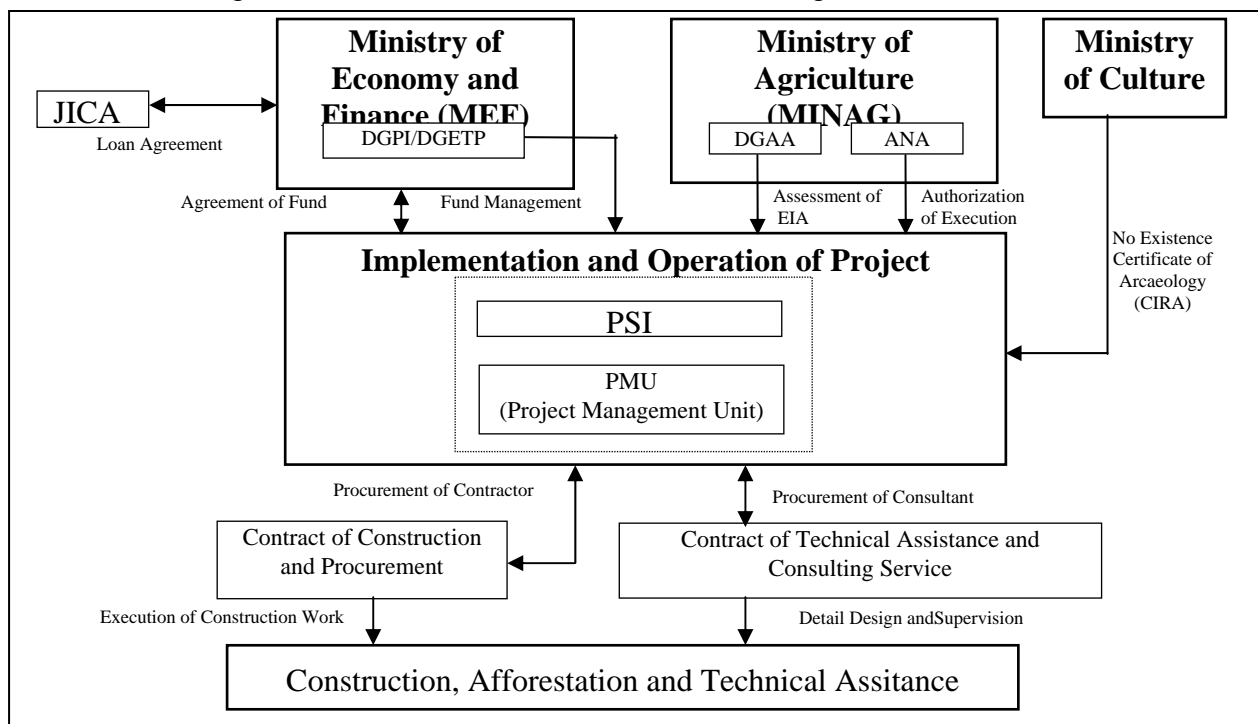 Ministry of
Economy and
Finance (MEF)
DGPI/DGETP
Ministry of
Agriculture
(MINAG)
DGAA
ANA
Ministry
of Culture
JICA
Loan Agreement
Agreement of Fund
Fund Management
Assessment of
EIA
Authorization
of Execution
No Existence
Certificate of
Arcaeology
(CIRA)
Implementation and Operation of Project
PSI
PMU
(Project Management Unit)
Procurement of Contractor
Procurement of Consultant
Contract of Construction
and Procurement
Contract of Technical Assistance and
Consulting Service
Execution of Construction Work
Detail Design andSupervision
Construction, Afforestation and Technical Assitance